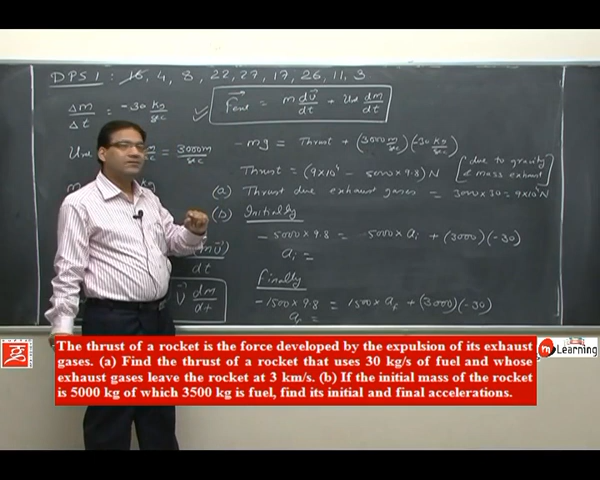 DPS 1 : 4, 8, 22, 27, 17, 26, 11, 3
Δm/Δt = -30 kg/sec
F⃗ext = m dv⃗/dt + Urel dm/dt
= 3000m/sec
-mg = Thrust + (3000 m/sec)(-30 kg/sec)
Thrust = (9×10⁴ - 5000×9.8) N
[due to gravity
& mass exhaust]
(a) Thrust due exhaust gases = 3000×30 = 9×10⁴N
(b) Initially
-5000×9.8 = -5000×ai + (3000)(-30)
ai =
dt
v⃗ dm/dt
finally
-1500×9.8 = 1500×af + (3000)(-30)
af =
The thrust of a rocket is the force developed by the expulsion of its exhaust
gases. (a) Find the thrust of a rocket that uses 30 kg/s of fuel and whose
exhaust gases leave the rocket at 3 km/s. (b) If the initial mass of the rocket
is 5000 kg of which 3500 kg is fuel, find its initial and final accelerations.
m Learning